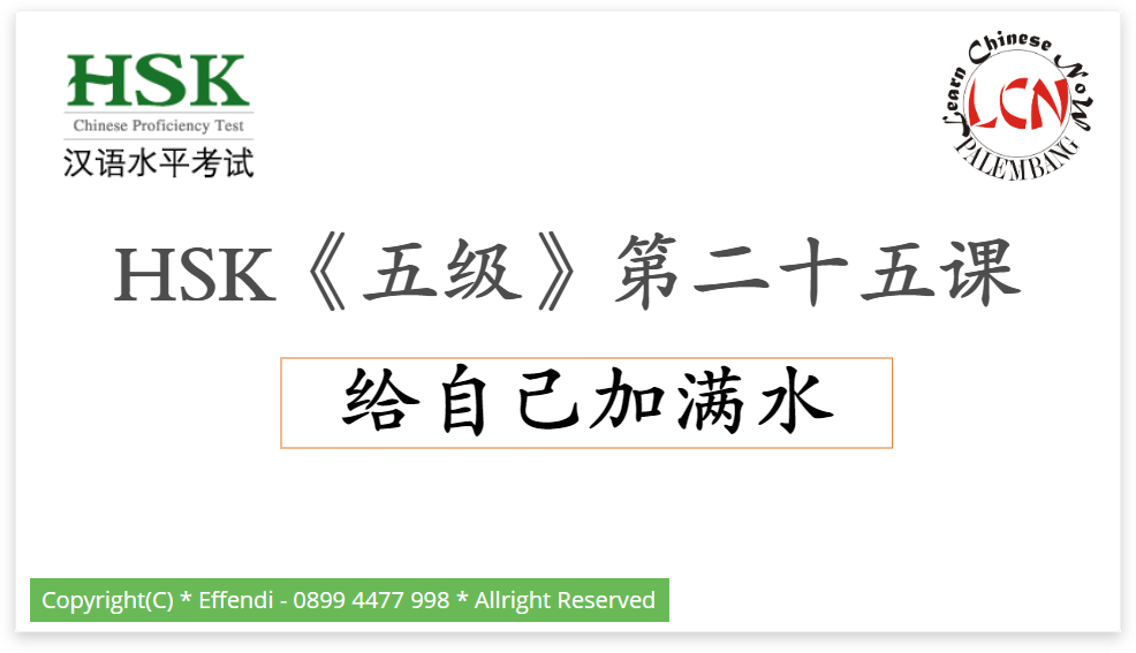 HSK
Chinese Proficiency Test
汉语水平考试
Learn Chinese NoW
LCN
PALEMBANG
HSK《五级》第二十五课
给自己加满水
Copyright(C) * Effendi - 0899 4477 998 * Allright Reserved